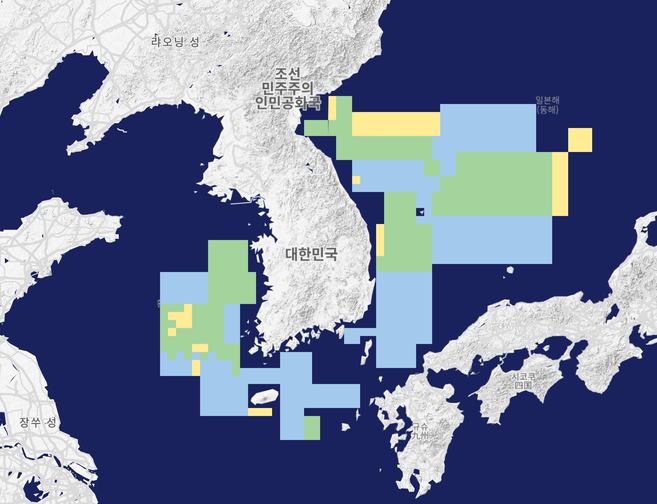 랴오닝 성
조선
민주주의
인민공화국
일본해
(동해)
대한민국
시코쿠
四国
규슈
九州
장쑤 성